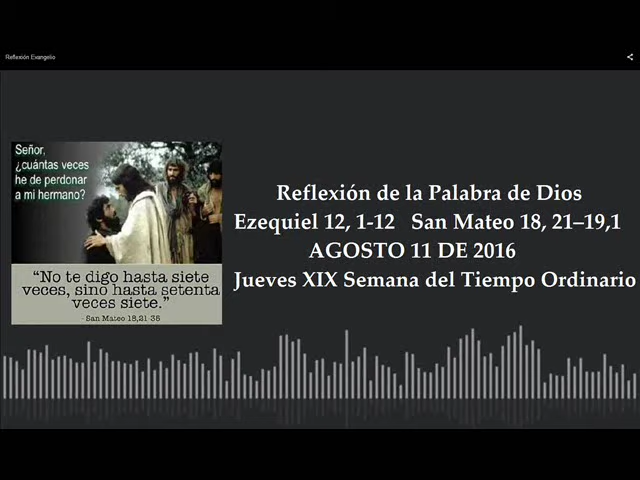 Reflexión Evangelio
Señor,
¿cuántas veces
he de perdonar
a mi hermano?
“No te digo hasta siete
veces, sino hasta setenta
veces siete.”
- San Mateo 18,21-35
Reflexión de la Palabra de Dios
Ezequiel 12, 1-12 San Mateo 18, 21–19,1
AGOSTO 11 DE 2016
Jueves XIX Semana del Tiempo Ordinario